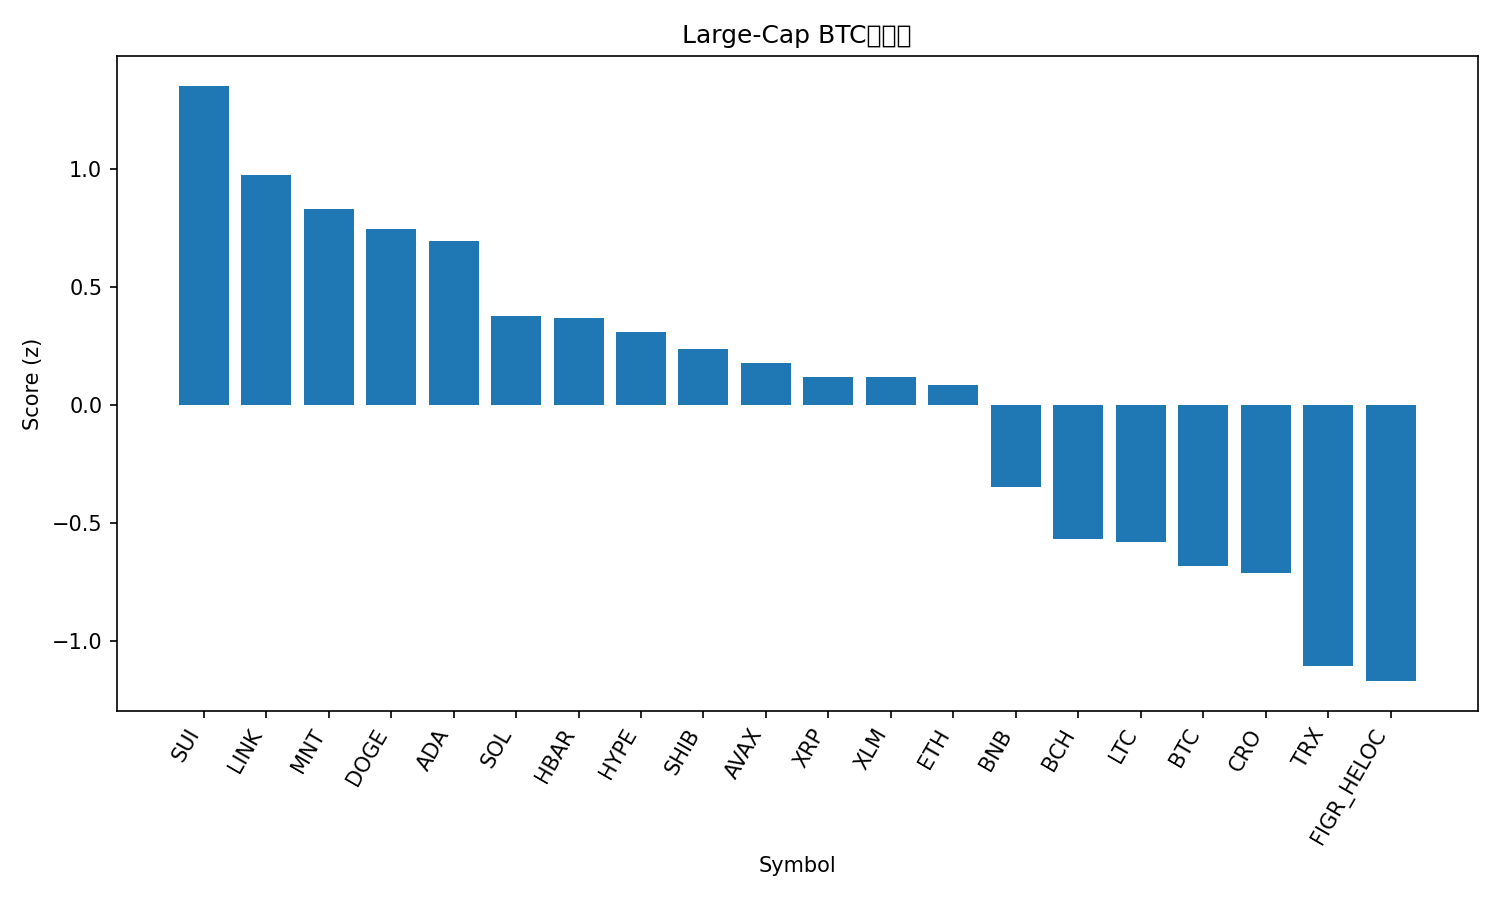 Large-Cap BTC
Score (z)
1.0
0.5
0.0
−0.5
−1.0
SUI
LINK
MNT
DOGE
ADA
SOL
HBAR
HYPE
SHIB
AVAX
XRP
XLM
ETH
BNB
BCH
LTC
BTC
CRO
TRX
FIGR_HELOC
Symbol